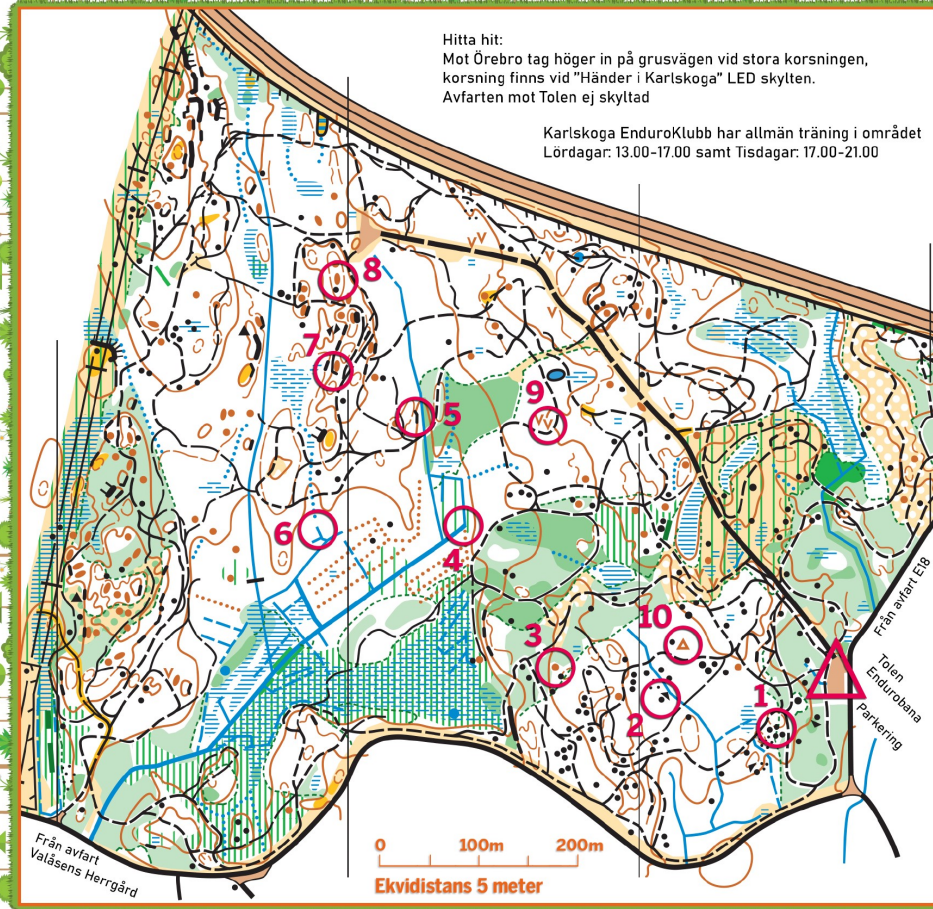 Hitta hit:
Mot Örebro tag höger in på grusvägen vid stora korsningen,
korsning finns vid "Händer i Karlskoga" LED skylten.
Avfarten mot Tolen ej skyltad
Karlskoga EnduroKlubb har allmän träning i området
Lördagar: 13.00-17.00 samt Tisdagar: 17.00-21.00
8
7
9
5
6
4
Från avfart E18
10
3
Tolen
Endurobana
Parkering
1
2
Från avfart
Valåsens Herrgård
0 100m 200m
Ekvidistans 5 meter